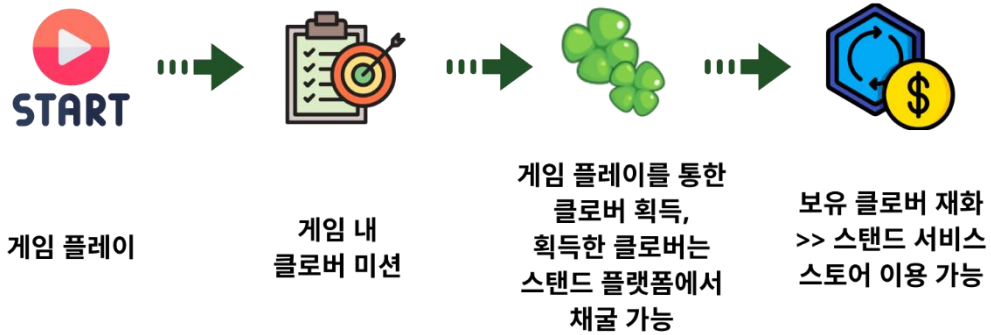 START
게임 플레이
게임 내
클로버 미션
게임 플레이를 통한
클로버 획득,
획득한 클로버는
스탠드 플랫폼에서
채굴 가능
$
보유 클로버 재화
>> 스탠드 서비스
스토어 이용 가능